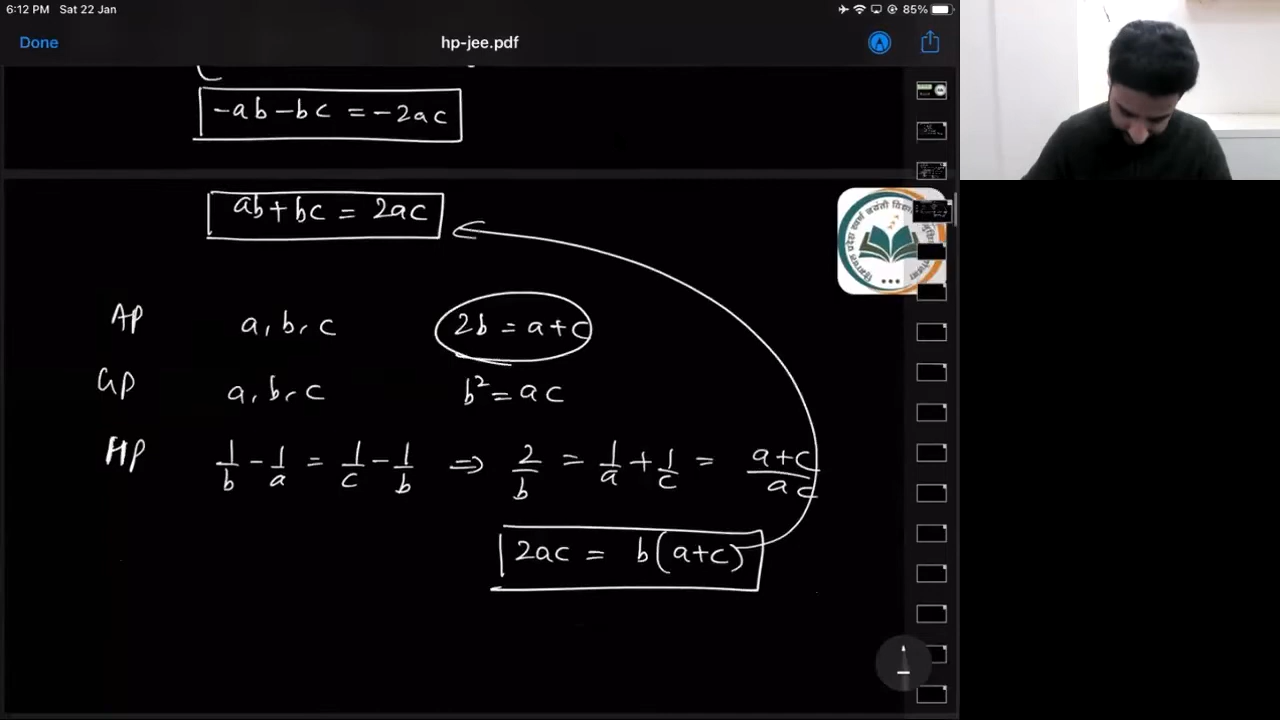 6:12 PM Sat 22 Jan 85%
Done hp-jee.pdf
-ab-bc = -2ac
ab+bc = 2ac
AP a, b, c 2b = a+c
GP a, b, c b² = ac
HP 1/b - 1/a = 1/c - 1/b ⇒ 2/b = 1/a + 1/c = a+c/ac
2ac = b(a+c)